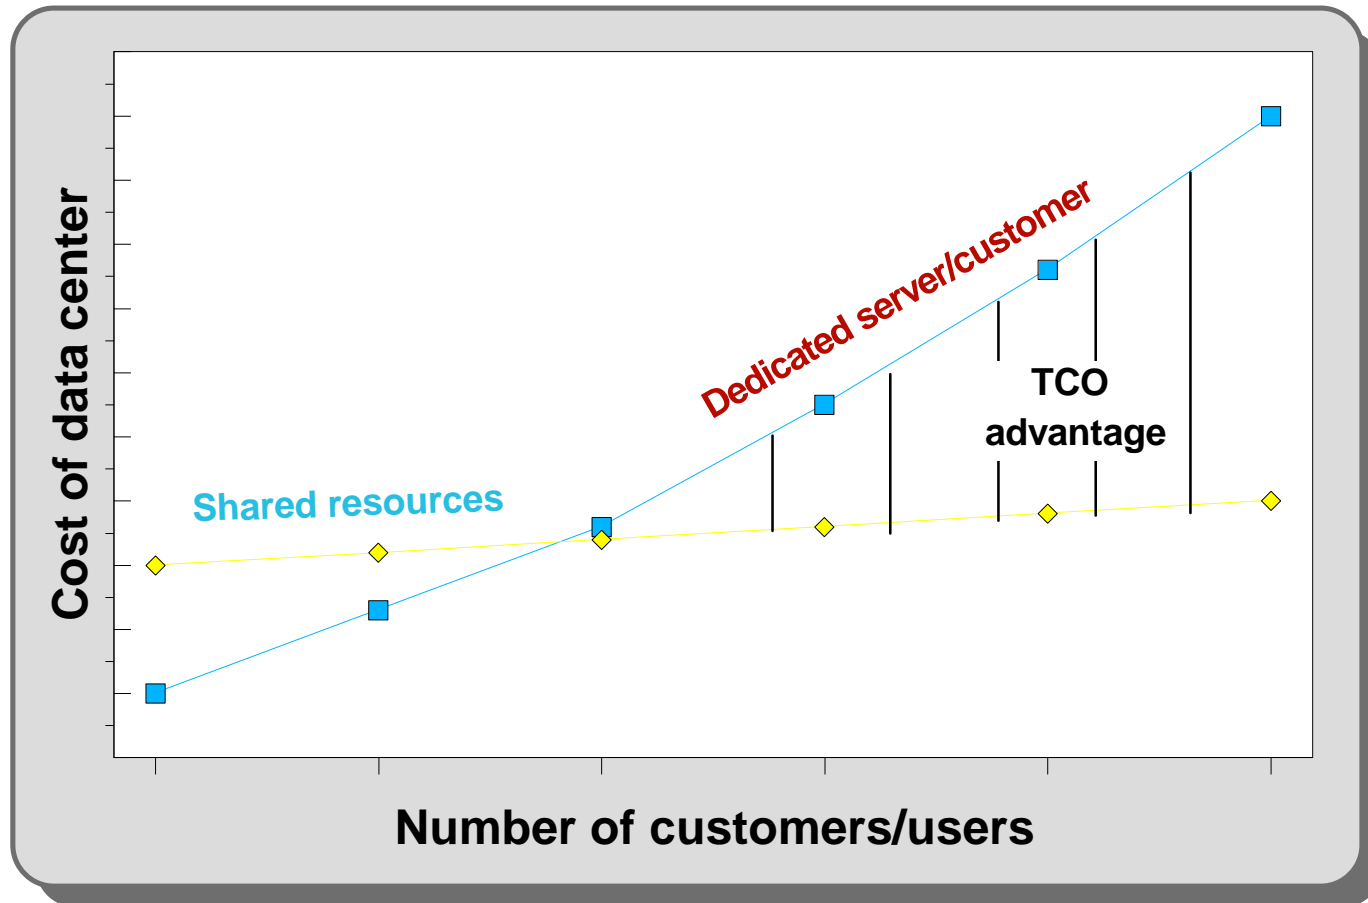 Cost of data center
Dedicated server/customer
TCO
advantage
Shared resources
Number of customers/users